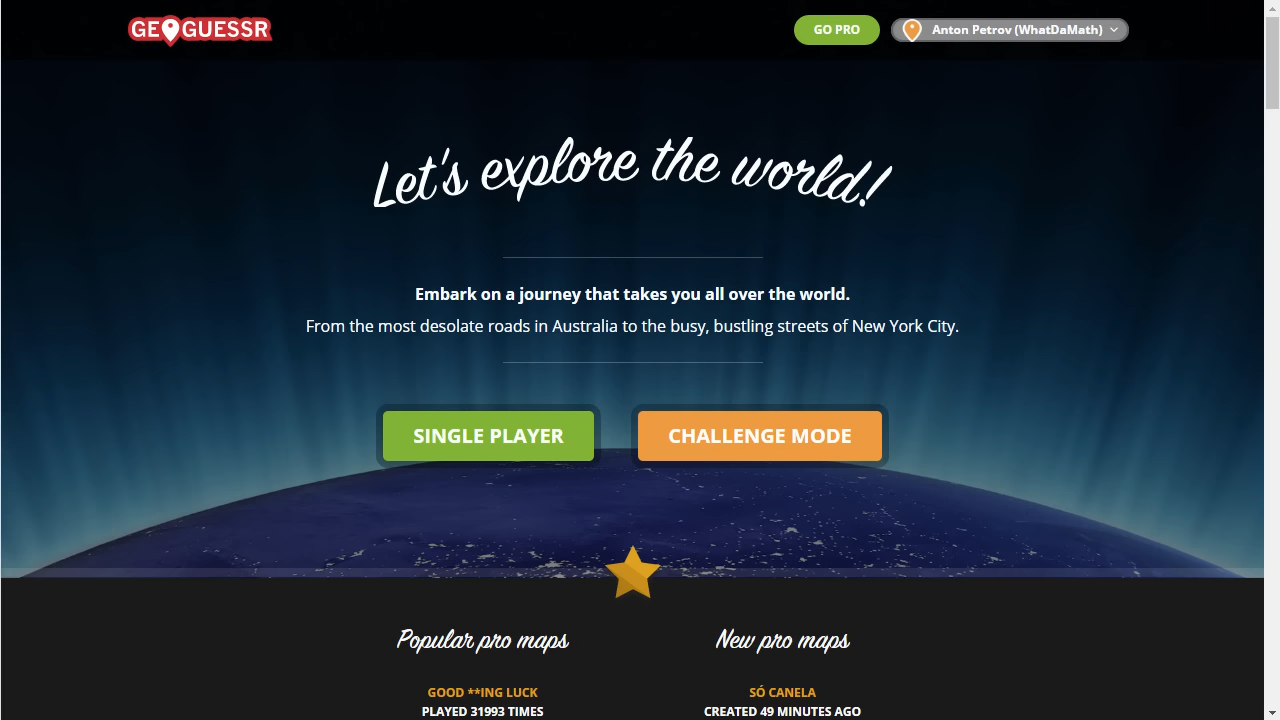 GEOGUESSR
GO PRO
Anton Petrov (WhatDaMath)
Let's explore the world!
Embark on a journey that takes you all over the world.
From the most desolate roads in Australia to the busy, bustling streets of New York City.
SINGLE PLAYER
CHALLENGE MODE
Popular pro maps
New pro maps
GOOD **ING LUCK
SÓ CANELA
PLAYED 31993 TIMES
CREATED 49 MINUTES AGO